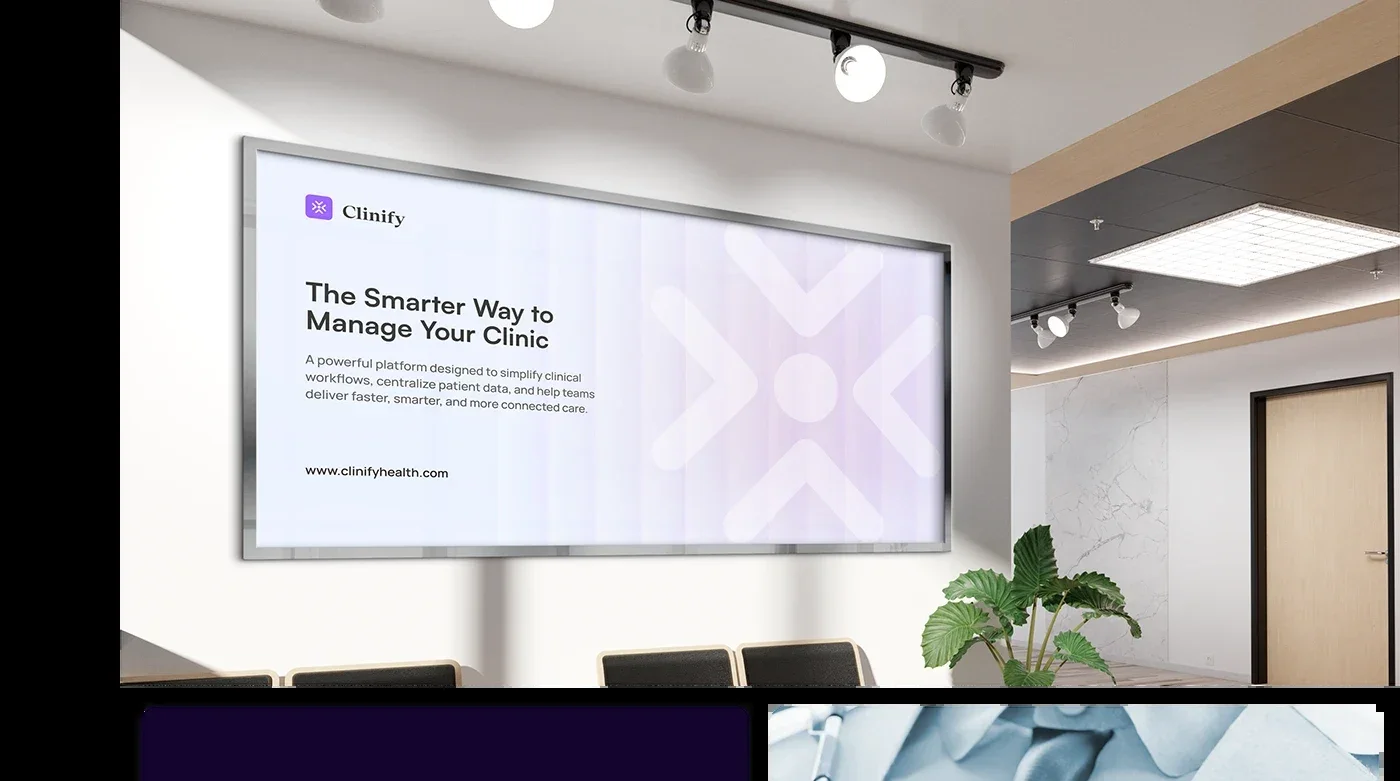 Clinify
The Smarter Way to
Manage Your Clinic
A powerful platform designed to simplify clinical
workflows, centralize patient data, and help teams
deliver faster, smarter, and more connected care.
www.clinifyhealth.com